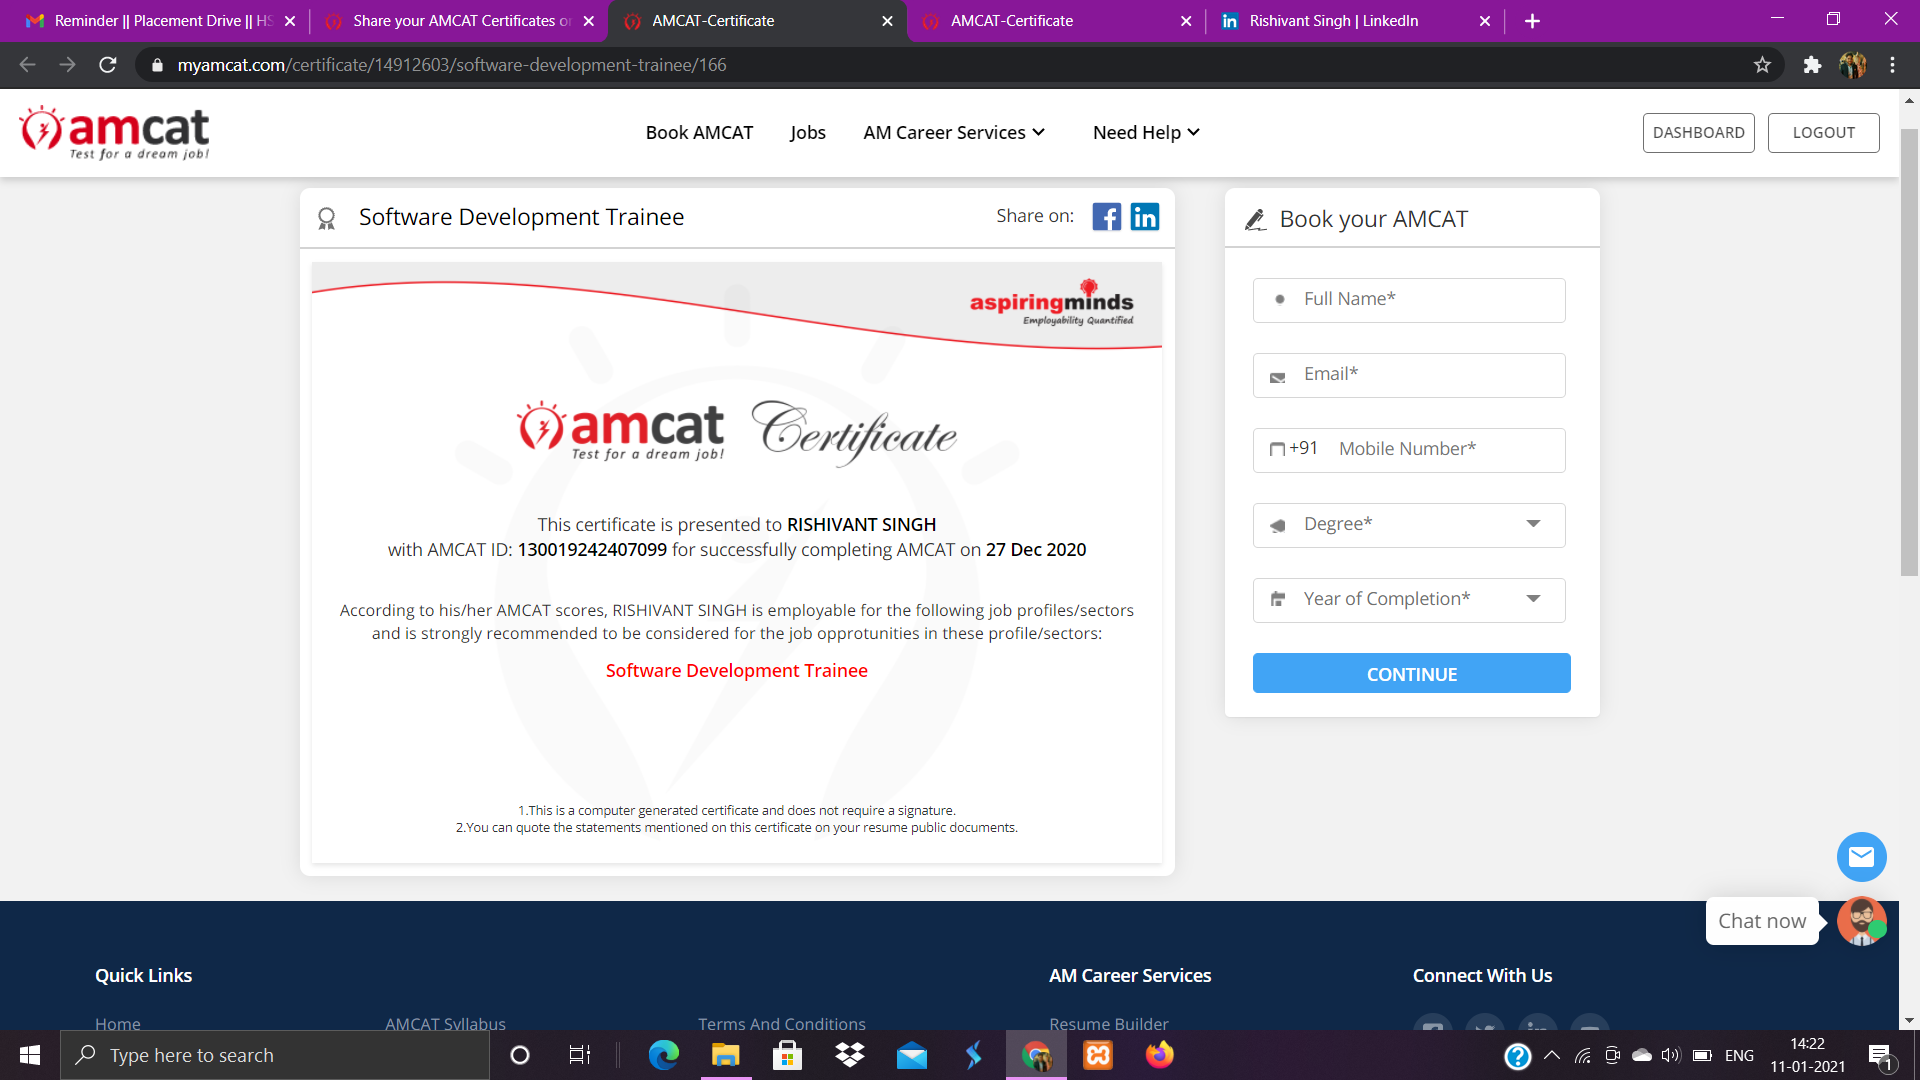 Reminder || Placement Drive || HS
Share your AMCAT Certificates on
AMCAT-Certificate
AMCAT-Certificate
Rishivant Singh | LinkedIn
myamcat.com/certificate/14912603/software-development-trainee/166
amcat
Test for a dream job!
Book AMCAT
Jobs
AM Career Services
Need Help
DASHBOARD
LOGOUT
Software Development Trainee
Share on:
aspiringminds
Employability Quantified
amcat Certificate
Test for a dream job!
This certificate is presented to RISHIVANT SINGH
with AMCAT ID: 130019242407099 for successfully completing AMCAT on 27 Dec 2020
According to his/her AMCAT scores, RISHIVANT SINGH is employable for the following job profiles/sectors
and is strongly recommended to be considered for the job opprotunities in these profile/sectors:
Software Development Trainee
1.This is a computer generated certificate and does not require a signature.
2.You can quote the statements mentioned on this certificate on your resume public documents.
Book your AMCAT
Full Name*
Email*
+91 Mobile Number*
Degree*
Year of Completion*
CONTINUE
Chat now
Quick Links
AM Career Services
Connect With Us
Home
AMCAT Syllabus
Terms And Conditions
Resume Builder
Type here to search
ENG
14:22
11-01-2021
1